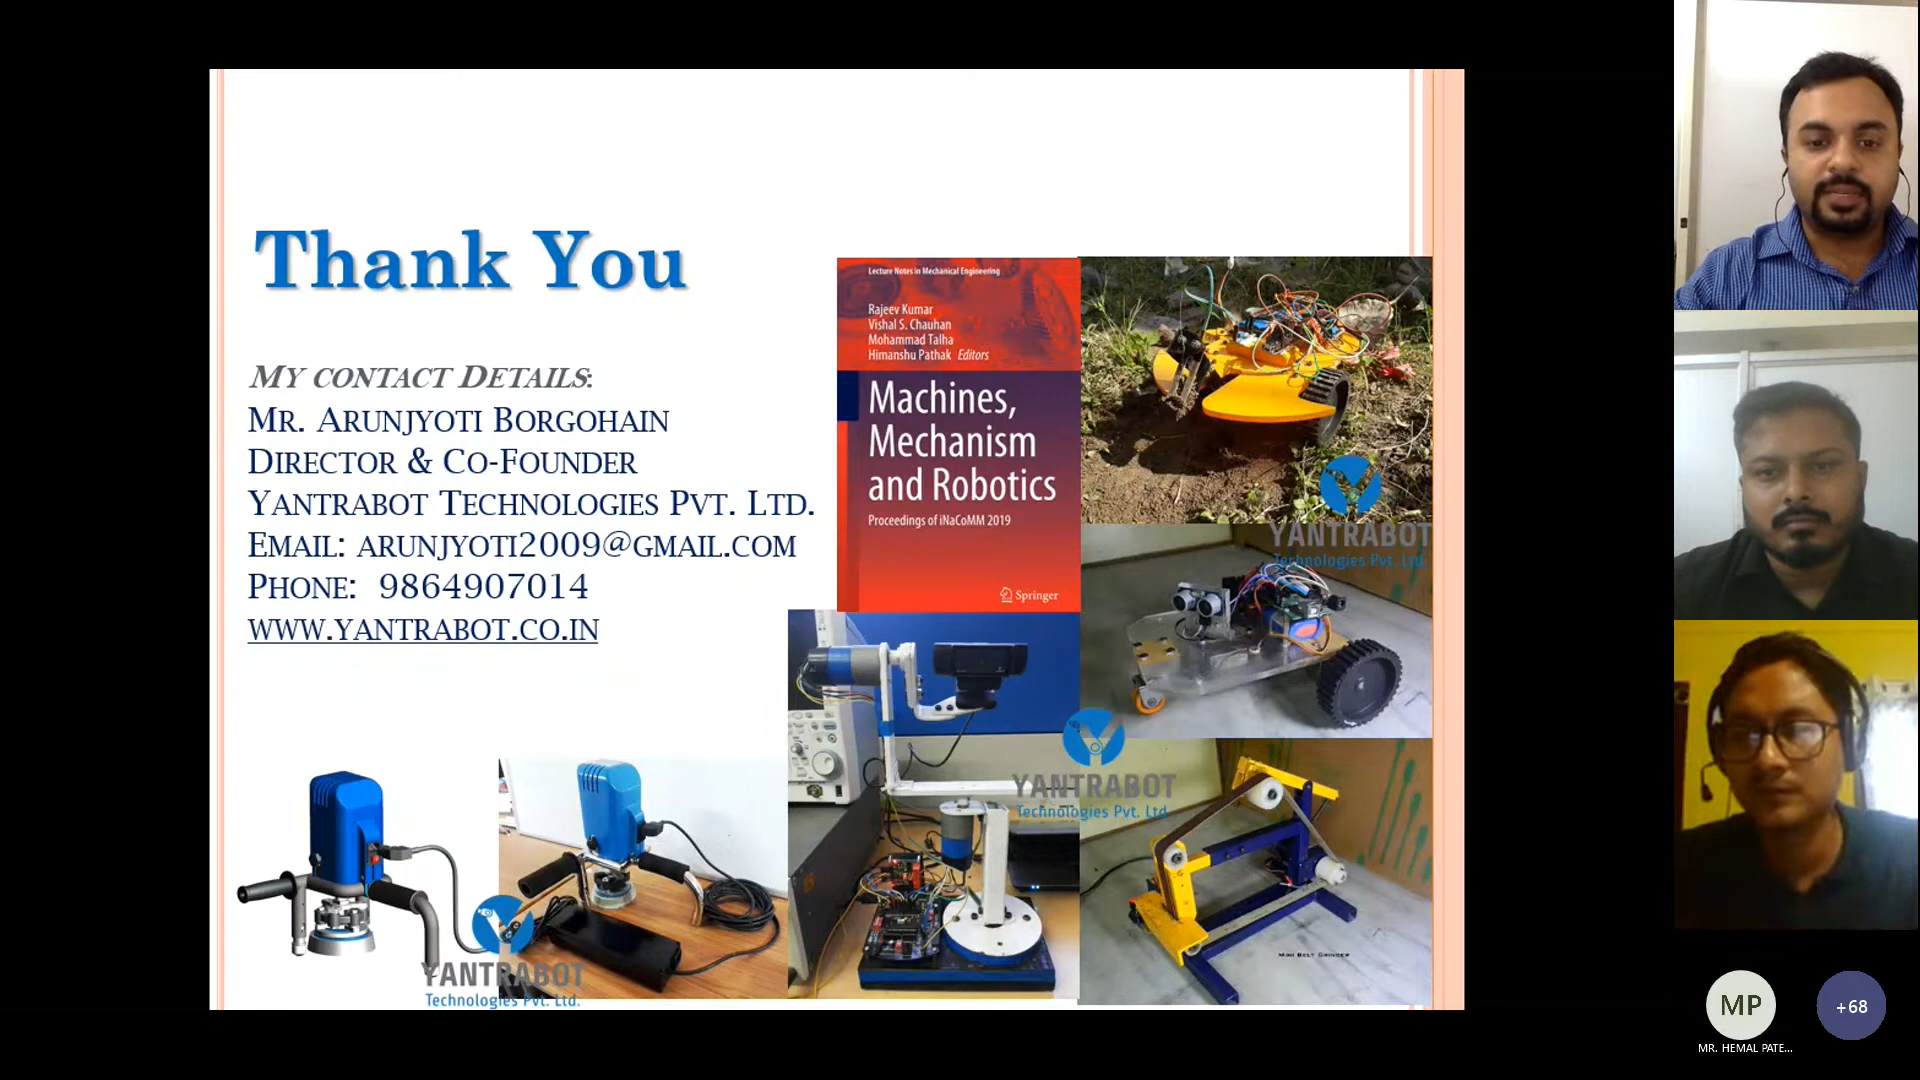 Thank You
MY CONTACT DETAILS:
MR. ARUNJYOTI BORGOHAIN
DIRECTOR & CO-FOUNDER
YANTRABOT TECHNOLOGIES PVT. LTD.
EMAIL: ARUNJYOTI2009@GMAIL.COM
PHONE: 9864907014
WWW.YANTRABOT.CO.IN
Lecture Notes in Mechanical Engineering
Rajeev Kumar
Vishal S. Chauhan
Mohammad Talha
Himanshu Pathak Editors
Machines,
Mechanism
and Robotics
Proceedings of iNaCoMM 2019
Springer
YANTRABOT
Technologies Pvt. Ltd.
YANTRABOT
Technologies Pvt. Ltd.
YANTRABOT
Technologies Pvt. Ltd.
MINI BELT GRINDER
MP
+68
MR. HEMAL PATE...